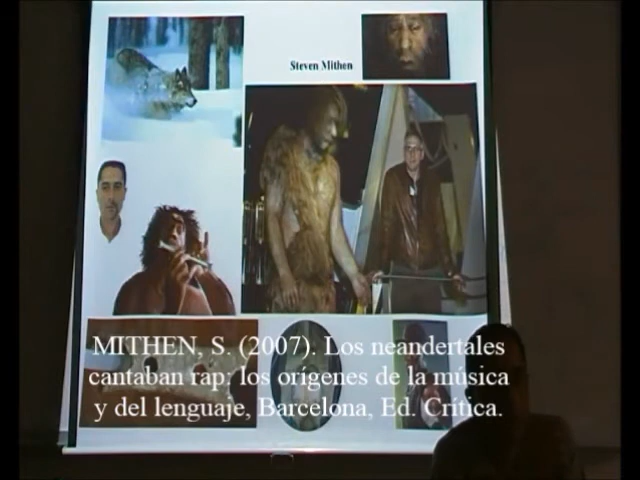 Steven Mithen
MITHEN, S. (2007). Los neandertales
cantaban rap: los orígenes de la música
y del lenguaje, Barcelona, Ed. Crítica.